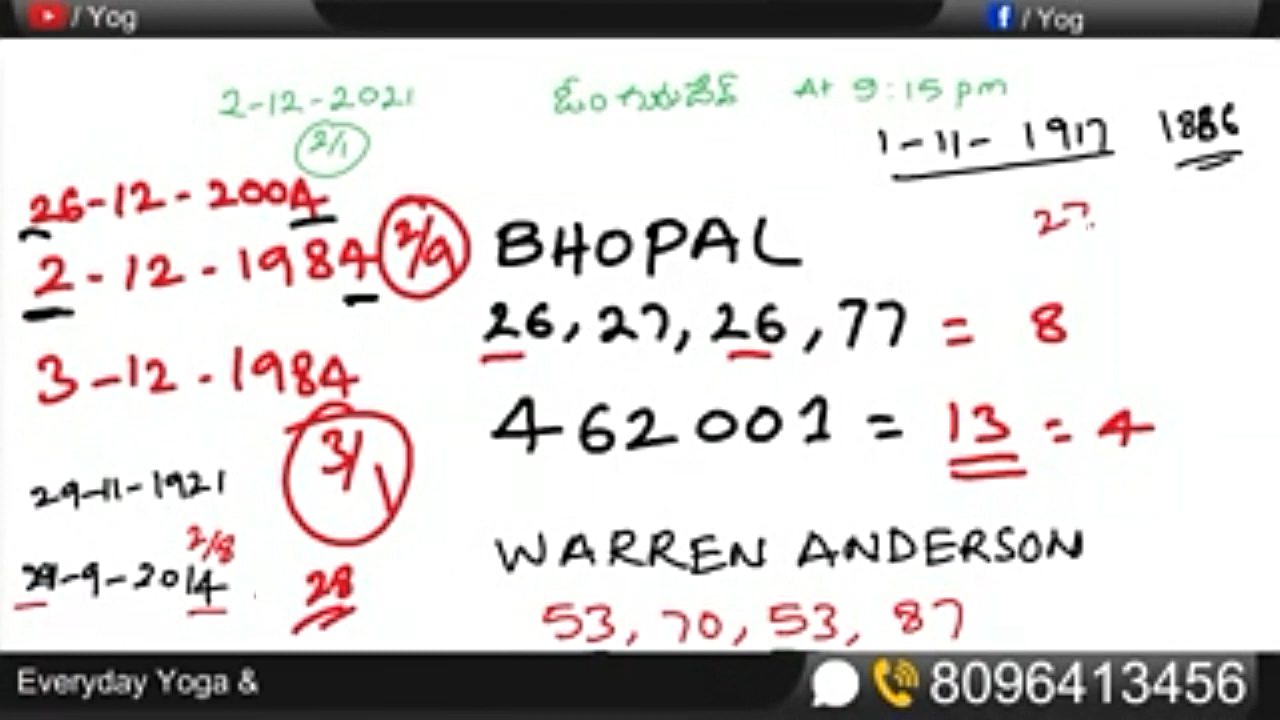 / Yog
/ Yog
2-12-2021
ఓం గురుదేవ్ At 9:15 pm
2/1
1-11-1917 1886
27
26-12-2004
2-12-1984 2/9
BHOPAL
26, 27, 26, 77 = 8
3-12-1984
3/1
462001 = 13 = 4
29-11-1921
2/8
29-9-2014
28
WARREN ANDERSON
53, 70, 53, 87
Everyday Yoga &
8096413456